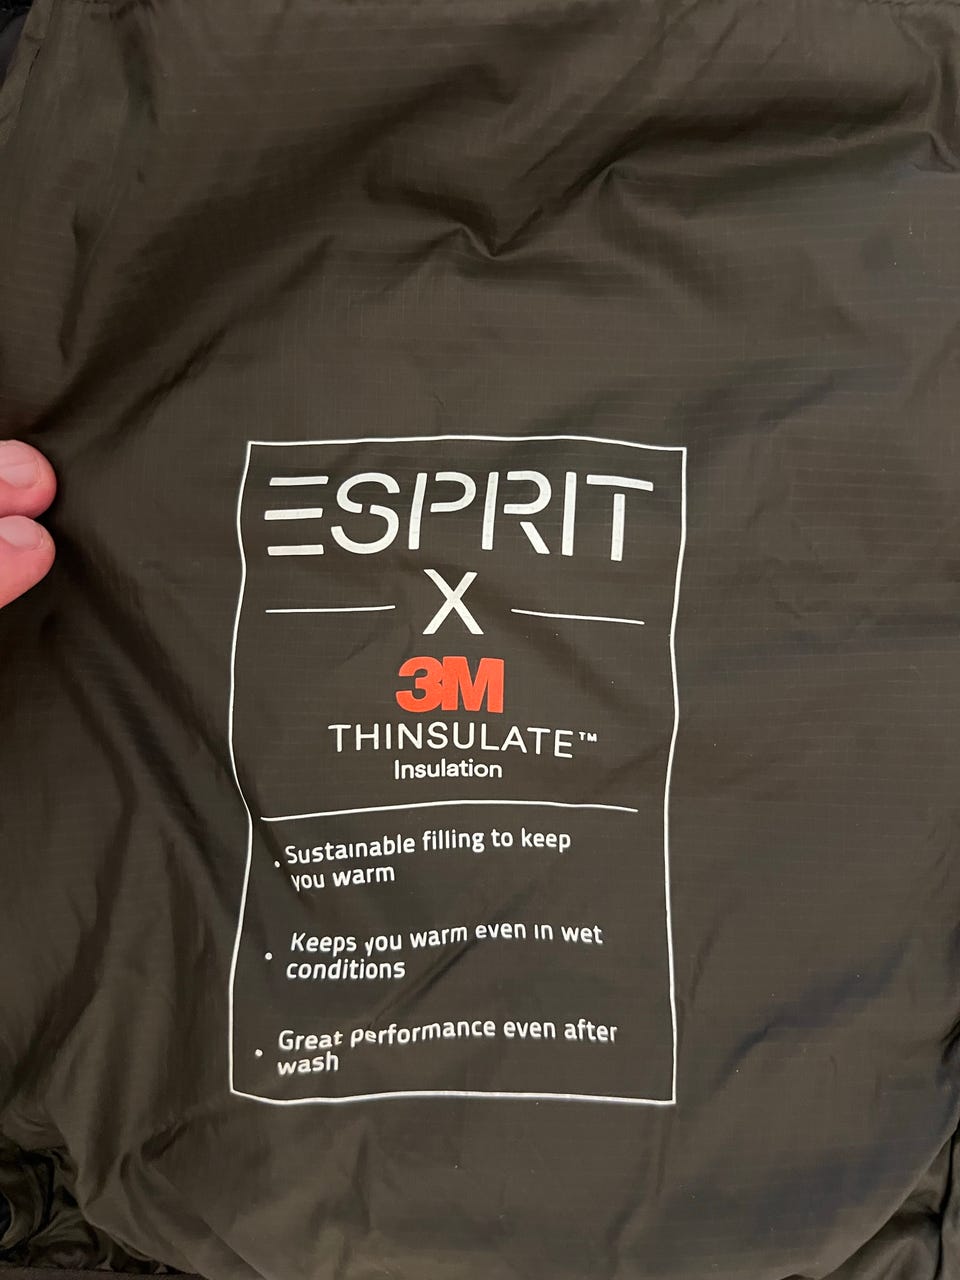 ESPRIT
X
3M
THINSULATE™
Insulation
· Sustainable filling to keep
you warm
· Keeps you warm even in wet
conditions
· Great performance even after
wash